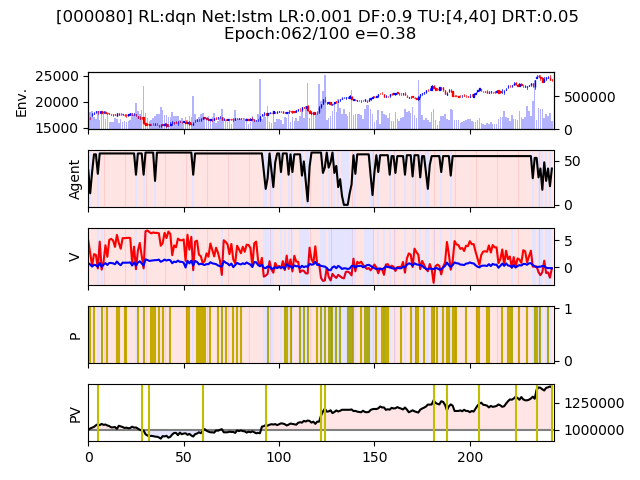 [000080] RL:dqn Net:lstm LR:0.001 DF:0.9 TU:[4,40] DRT:0.05
Epoch:062/100 e=0.38
Env.
25000
20000
15000
500000
0
Agent
50
0
V
5
0
P
1
0
PV
1250000
1000000
0
50
100
150
200